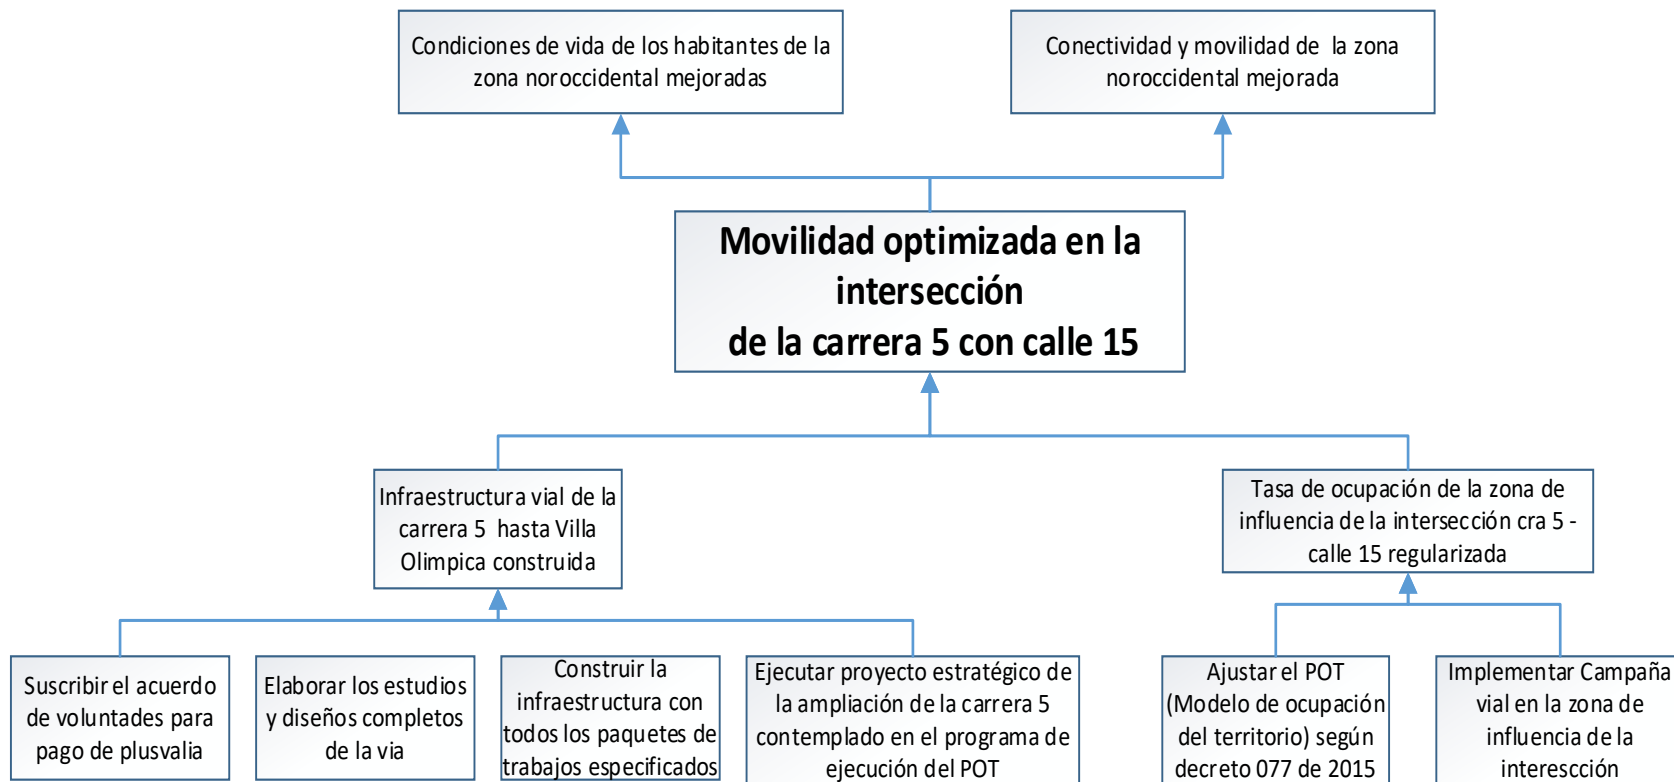 Condiciones de vida de los habitantes de la
zona noroccidental mejoradas
Conectividad y movilidad de la zona
noroccidental mejorada
Movilidad optimizada en la
intersección
de la carrera 5 con calle 15
Infraestructura vial de la
carrera 5 hasta Villa
Olimpica construida
Tasa de ocupación de la zona de
influencia de la intersección cra 5 -
calle 15 regularizada
Suscribir el acuerdo
de voluntades para
pago de plusvalia
Elaborar los estudios
y diseños completos
de la via
Construir la
infraestructura con
todos los paquetes de
trabajos especificados
Ejecutar proyecto estratégico de
la ampliación de la carrera 5
contemplado en el programa de
ejecución del POT
Ajustar el POT
(Modelo de ocupación
del territorio) según
decreto 077 de 2015
Implementar Campaña
vial en la zona de
influencia de la
interescción